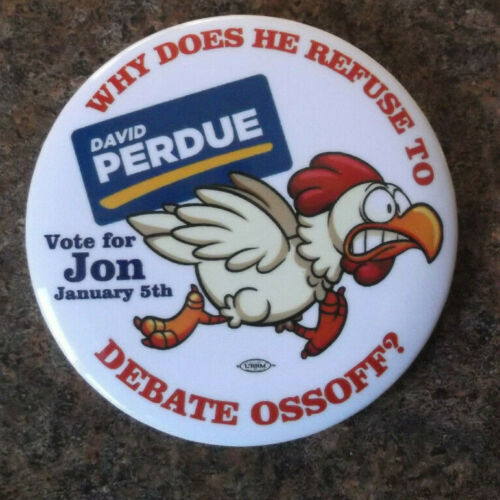 WHY DOES HE REFUSE TO
DAVID
PERDUE
Vote for
Jon
January 5th
DEBATE OSSOFF?